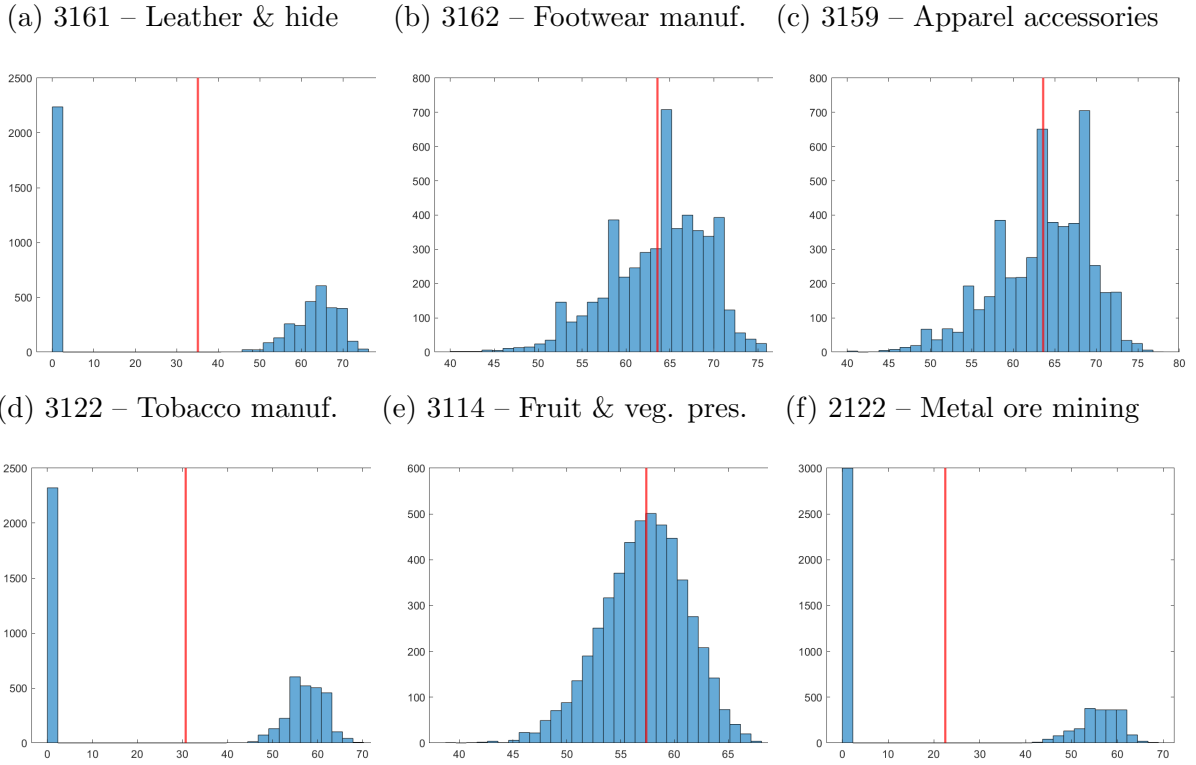 (a) 3161 – Leather & hide (b) 3162 – Footwear manuf. (c) 3159 – Apparel accessories
2500 2000 1500 1000 500 0
0 10 20 30 40 50 60 70
800 700 600 500 400 300 200 100 0
40 45 50 55 60 65 70 75
800 700 600 500 400 300 200 100 0
40 45 50 55 60 65 70 75 80
(d) 3122 – Tobacco manuf. (e) 3114 – Fruit & veg. pres. (f) 2122 – Metal ore mining
2500 2000 1500 1000 500 0
0 10 20 30 40 50 60 70
600 500 400 300 200 100 0
40 45 50 55 60 65
3000 2500 2000 1500 1000 500 0
0 10 20 30 40 50 60 70